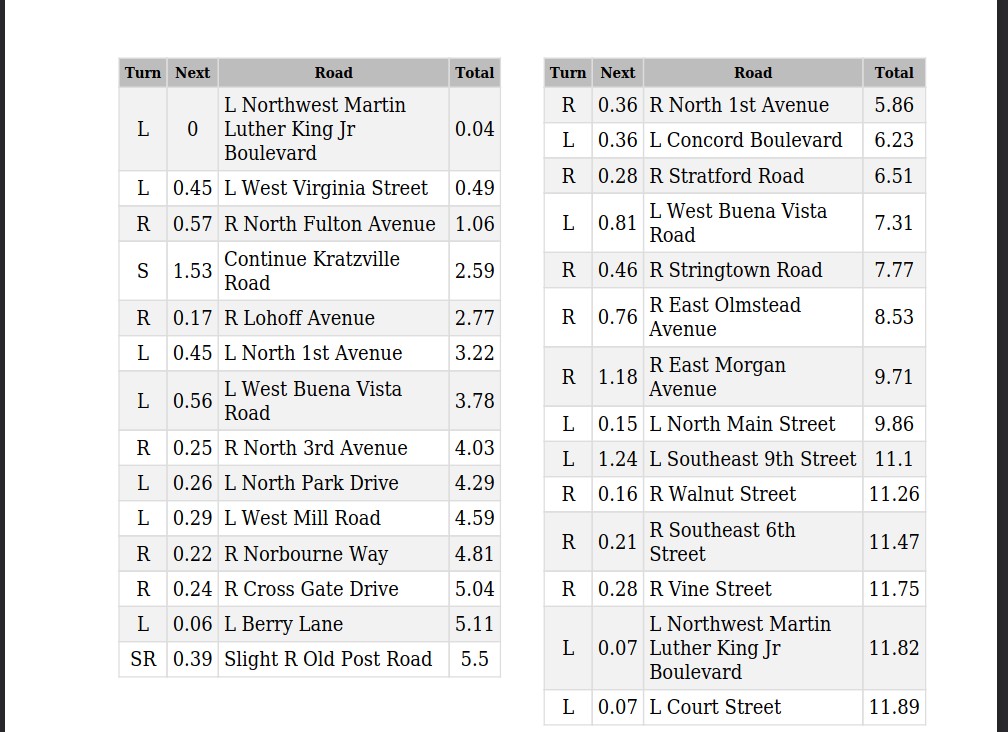 Turn Next Road Total
L 0 L Northwest Martin Luther King Jr Boulevard 0.04
L 0.45 L West Virginia Street 0.49
R 0.57 R North Fulton Avenue 1.06
S 1.53 Continue Kratzville Road 2.59
R 0.17 R Lohoff Avenue 2.77
L 0.45 L North 1st Avenue 3.22
L 0.56 L West Buena Vista Road 3.78
R 0.25 R North 3rd Avenue 4.03
L 0.26 L North Park Drive 4.29
L 0.29 L West Mill Road 4.59
R 0.22 R Norbourne Way 4.81
R 0.24 R Cross Gate Drive 5.04
L 0.06 L Berry Lane 5.11
SR 0.39 Slight R Old Post Road 5.5
Turn Next Road Total
R 0.36 R North 1st Avenue 5.86
L 0.36 L Concord Boulevard 6.23
R 0.28 R Stratford Road 6.51
L 0.81 L West Buena Vista Road 7.31
R 0.46 R Stringtown Road 7.77
R 0.76 R East Olmstead Avenue 8.53
R 1.18 R East Morgan Avenue 9.71
L 0.15 L North Main Street 9.86
L 1.24 L Southeast 9th Street 11.1
R 0.16 R Walnut Street 11.26
R 0.21 R Southeast 6th Street 11.47
R 0.28 R Vine Street 11.75
L 0.07 L Northwest Martin Luther King Jr Boulevard 11.82
L 0.07 L Court Street 11.89